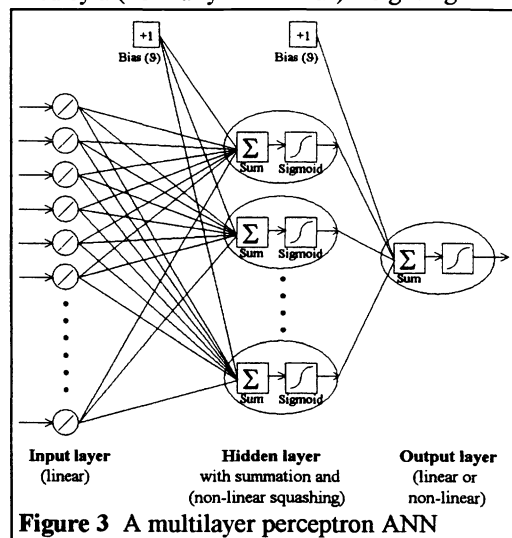 +1
+1
Bias (ϑ)
Bias (ϑ)
Σ
Sum
Sigmoid
Σ
Sum
Sigmoid
Σ
Sum
Σ
Sum
Sigmoid
Input layer
(linear)
Hidden layer
with summation and
(non-linear squashing)
Output layer
(linear or
non-linear)
Figure 3 A multilayer perceptron ANN